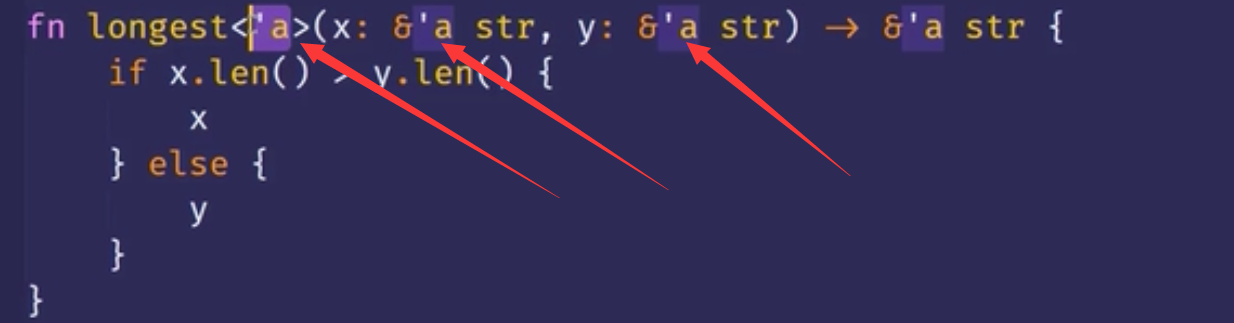 fn longest<'a>(x: &'a str, y: &'a str) → &'a str {
    if x.len() > y.len() {
        x
    } else {
        y
    }
}